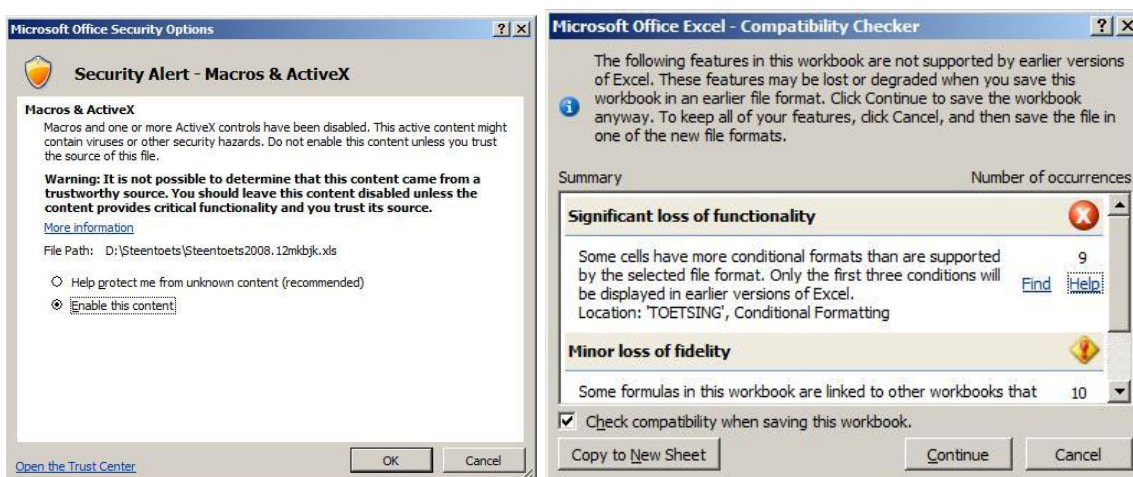 Microsoft Office Security Options
Security Alert - Macros & ActiveX
Macros & ActiveX
Macros and one or more ActiveX controls have been disabled. This active content might
contain viruses or other security hazards. Do not enable this content unless you trust
the source of this file.
Warning: It is not possible to determine that this content came from a
trustworthy source. You should leave this content disabled unless the
content provides critical functionality and you trust its source.
More information
File Path: D:\Steentoets\Steentoets2008.12mkbjk.xls
Help protect me from unknown content (recommended)
Enable this content
Open the Trust Center
OK
Cancel
Microsoft Office Excel - Compatibility Checker
The following features in this workbook are not supported by earlier versions
of Excel. These features may be lost or degraded when you save this
workbook in an earlier file format. Click Continue to save the workbook
anyway. To keep all of your features, click Cancel, and then save the file in
one of the new file formats.
Summary
Number of occurrences
Significant loss of functionality
Some cells have more conditional formats than are supported
by the selected file format. Only the first three conditions will
be displayed in earlier versions of Excel.
Location: 'TOETSING', Conditional Formatting
9
Find Help
Minor loss of fidelity
Some formulas in this workbook are linked to other workbooks that
10
Check compatibility when saving this workbook.
Copy to New Sheet
Continue
Cancel